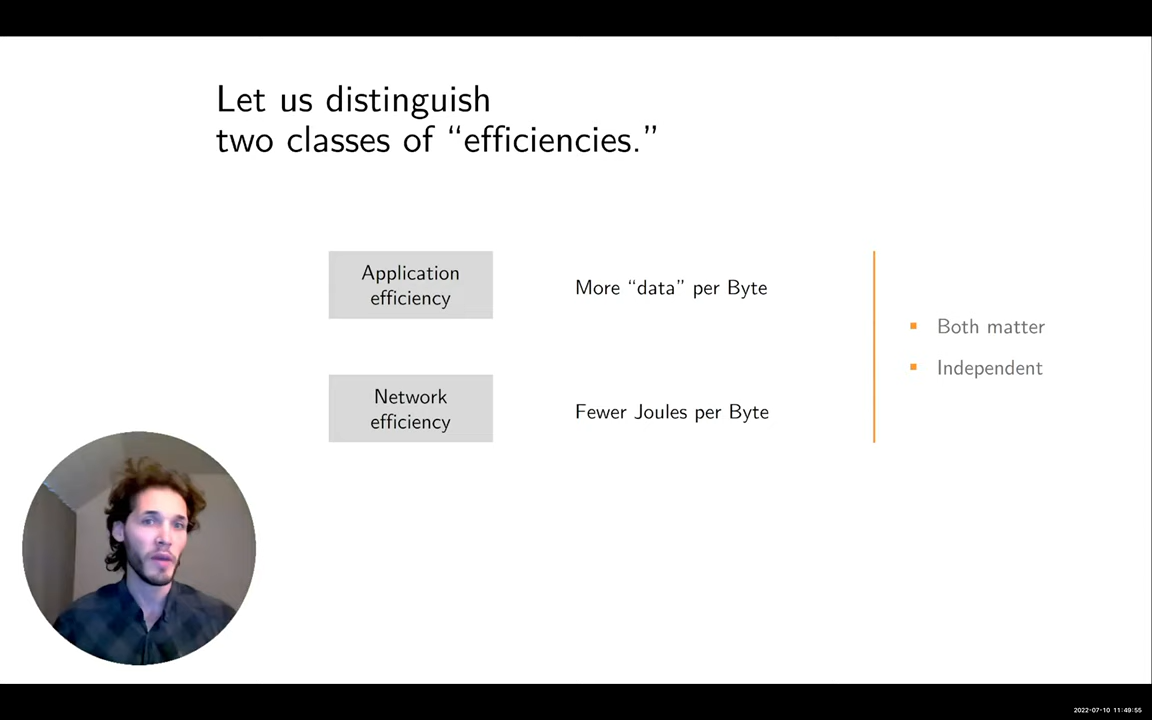 Let us distinguish
two classes of “efficiencies.”
Application
efficiency
More “data” per Byte
Network
efficiency
Fewer Joules per Byte
Both matter
Independent
2022-07-10 11:49:55